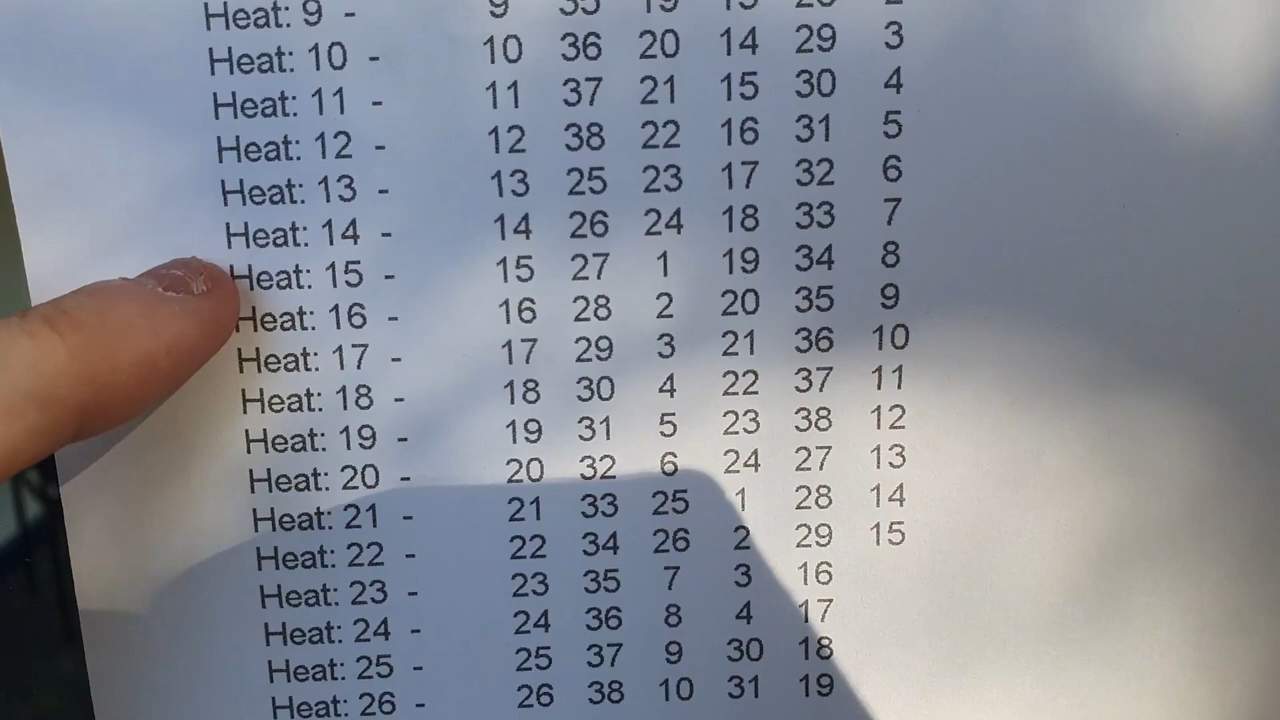 Heat: 9 - 9 35 19
Heat: 10 - 10 36 20 14 29 3
Heat: 11 - 11 37 21 15 30 4
Heat: 12 - 12 38 22 16 31 5
Heat: 13 - 13 25 23 17 32 6
Heat: 14 - 14 26 24 18 33 7
Heat: 15 - 15 27 1 19 34 8
Heat: 16 - 16 28 2 20 35 9
Heat: 17 - 17 29 3 21 36 10
Heat: 18 - 18 30 4 22 37 11
Heat: 19 - 19 31 5 23 38 12
Heat: 20 - 20 32 6 24 27 13
Heat: 21 - 21 33 25 1 28 14
Heat: 22 - 22 34 26 2 29 15
Heat: 23 - 23 35 7 3 16
Heat: 24 - 24 36 8 4 17
Heat: 25 - 25 37 9 30 18
Heat: 26 - 26 38 10 31 19